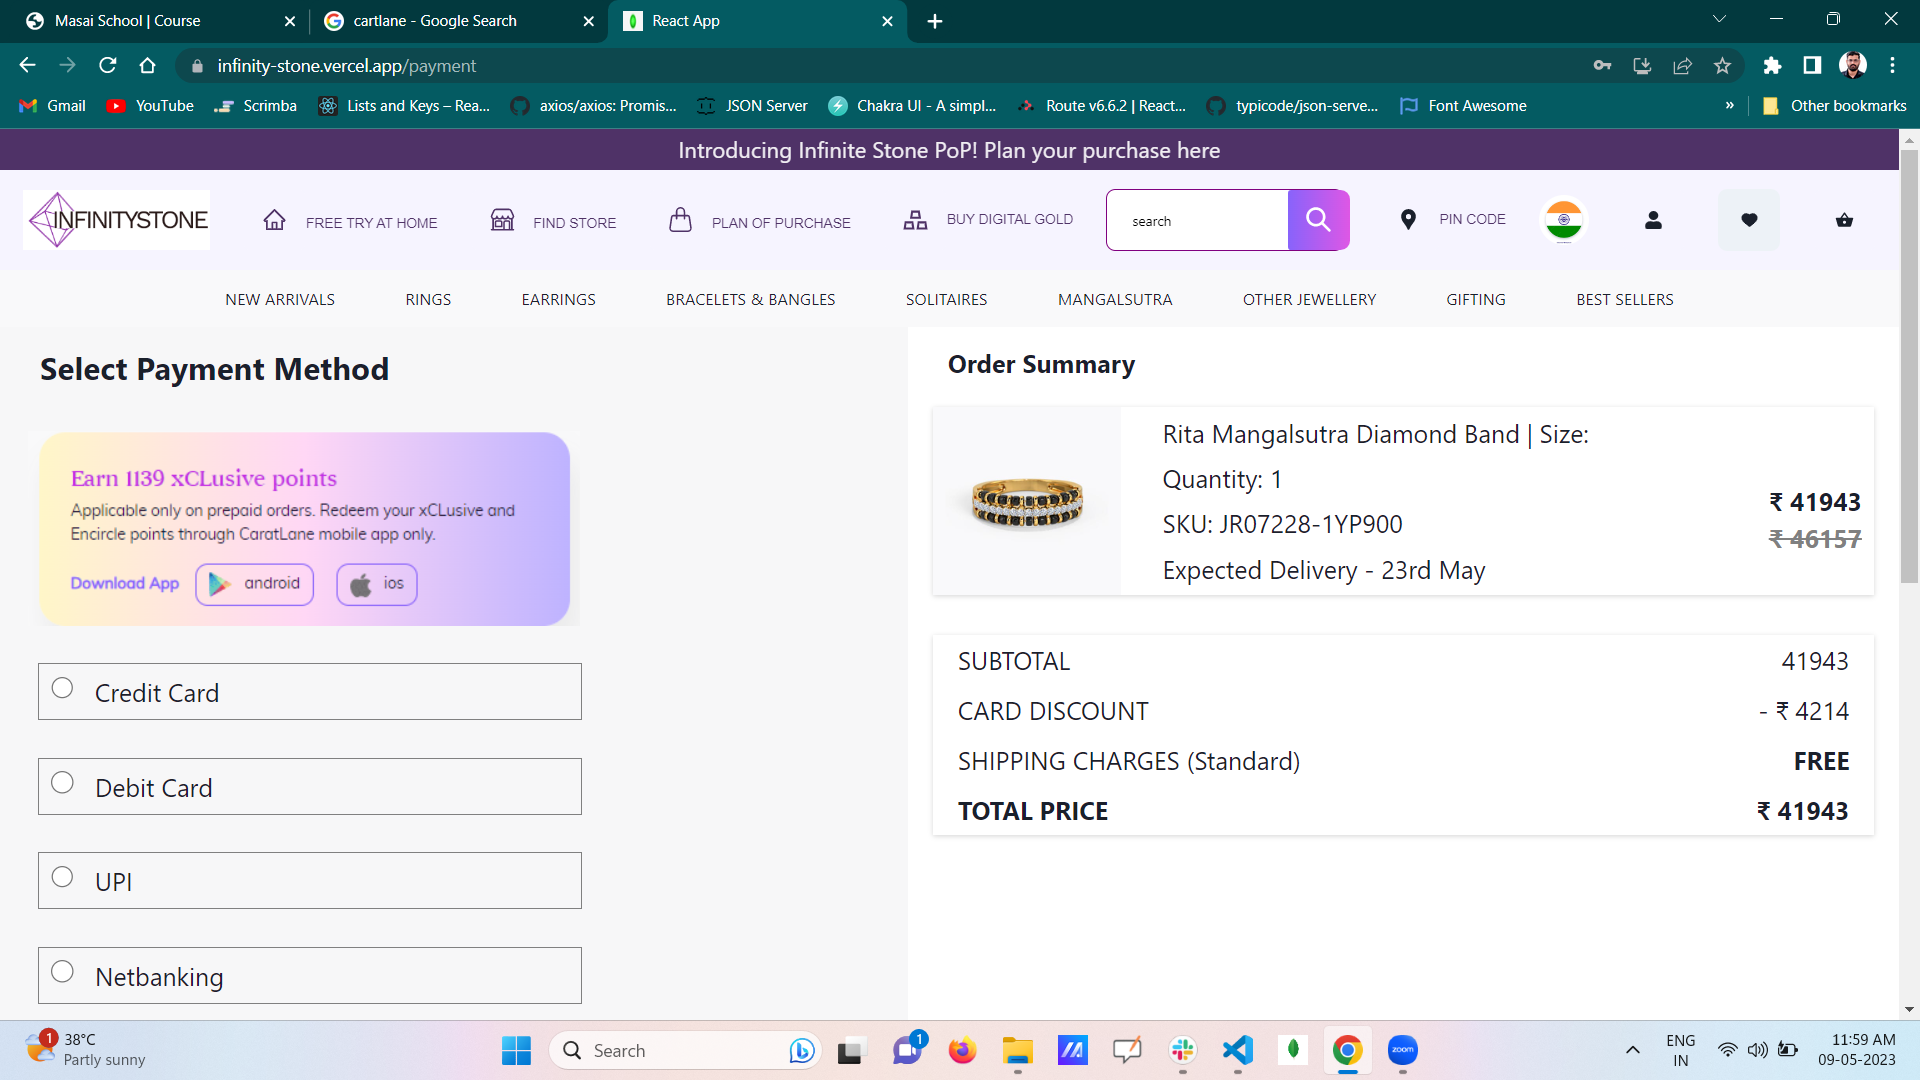 Masai School | Course
cartlane - Google Search
React App
infinity-stone.vercel.app/payment
Gmail
YouTube
Scrimba
Lists and Keys – Rea...
axios/axios: Promis...
JSON Server
Chakra UI - A simpl...
Route v6.6.2 | React...
typicode/json-serve...
Font Awesome
»
Other bookmarks
Introducing Infinite Stone PoP! Plan your purchase here
INFINITYSTONE
FREE TRY AT HOME
FIND STORE
PLAN OF PURCHASE
BUY DIGITAL GOLD
search
PIN CODE
NEW ARRIVALS
RINGS
EARRINGS
BRACELETS & BANGLES
SOLITAIRES
MANGALSUTRA
OTHER JEWELLERY
GIFTING
BEST SELLERS
Select Payment Method
Earn 1139 xCLusive points
Applicable only on prepaid orders. Redeem your xCLusive and
Encircle points through CaratLane mobile app only.
Download App
android
ios
Credit Card
Debit Card
UPI
Netbanking
Order Summary
Rita Mangalsutra Diamond Band | Size:
Quantity: 1
SKU: JR07228-1YP900
Expected Delivery - 23rd May
₹ 41943
₹ 46157
SUBTOTAL 41943
CARD DISCOUNT - ₹ 4214
SHIPPING CHARGES (Standard) FREE
TOTAL PRICE ₹ 41943
1
38°C
Partly sunny
Search
1
zoom
ENG
IN
11:59 AM
09-05-2023